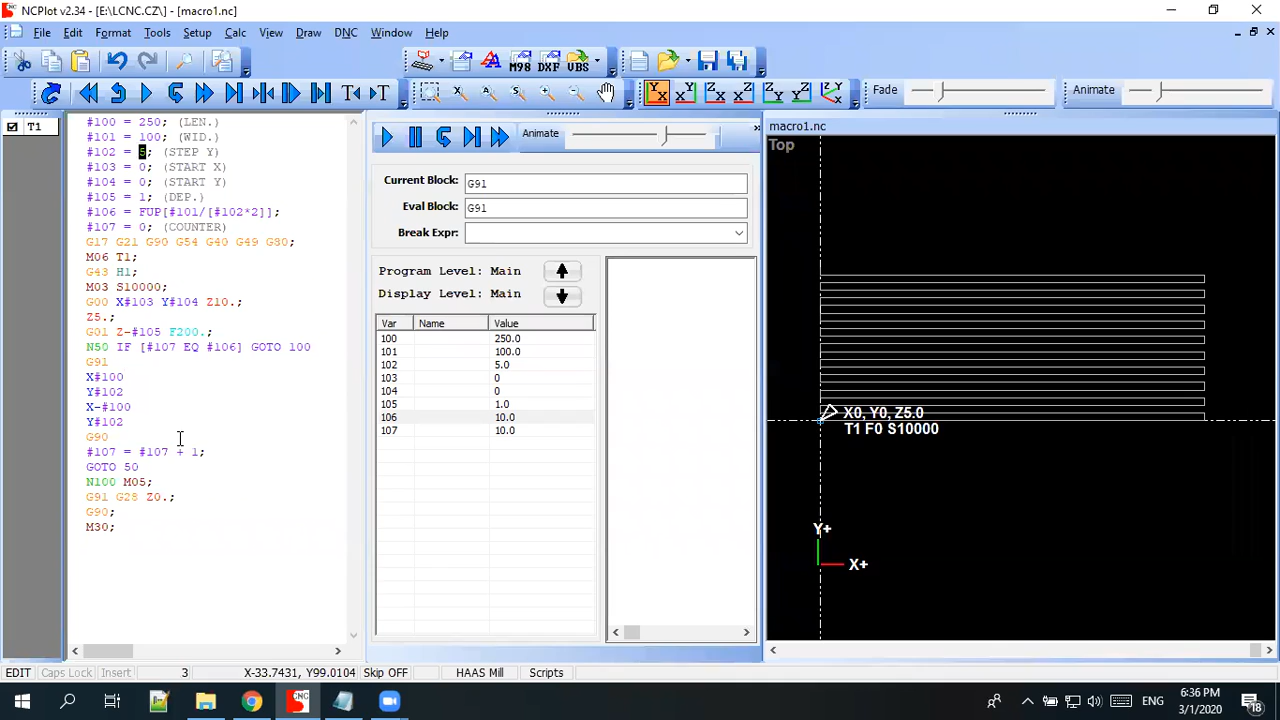 NCPlot v2.34 - [E:\LCNC.CZ\] - [macro1.nc]
File Edit Format Tools Setup Calc View Draw DNC Window Help
M98 DXF VBS
Fade
Animate
T1
#100 = 250; (LEN.)
#101 = 100; (WID.)
#102 = 5; (STEP Y)
#103 = 0; (START X)
#104 = 0; (START Y)
#105 = 1; (DEP.)
#106 = FUP[#101/[#102*2]];
#107 = 0; (COUNTER)
G17 G21 G90 G54 G40 G49 G80;
M06 T1;
G43 H1;
M03 S10000;
G00 X#103 Y#104 Z10.;
Z5.;
G01 Z-#105 F200.;
N50 IF [#107 EQ #106] GOTO 100
G91
X#100
Y#102
X-#100
Y#102
G90
#107 = #107 + 1;
GOTO 50
N100 M05;
G91 G28 Z0.;
G90;
M30;
Animate
Current Block: G91
Eval Block: G91
Break Expr:
Program Level: Main
Display Level: Main
Var Name Value
100 250.0
101 100.0
102 5.0
103 0
104 0
105 1.0
106 10.0
107 10.0
macro1.nc
Top
X0, Y0, Z5.0
T1 F0 S10000
Y+
X+
EDIT Caps Lock Insert 3 X-33.7431, Y99.0104 Skip OFF HAAS Mill Scripts
ENG
6:36 PM
3/1/2020
18